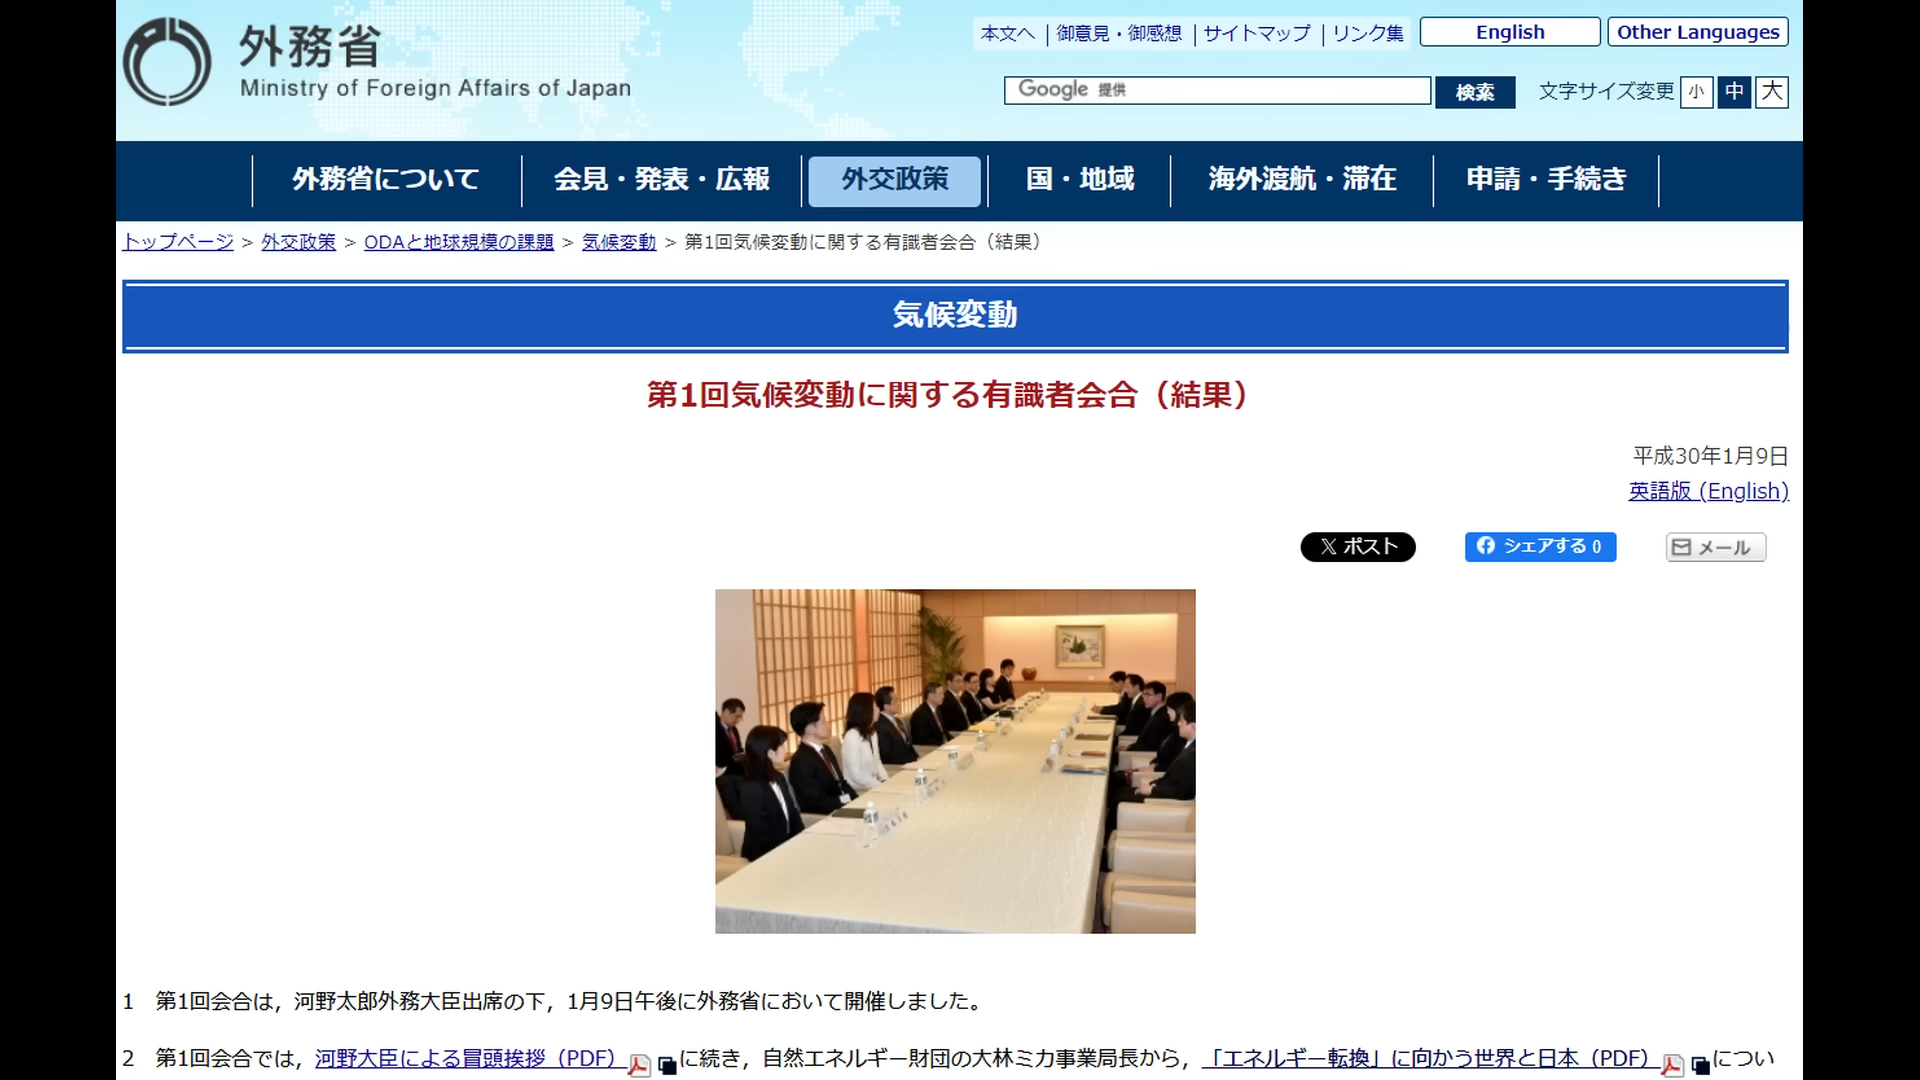 外務省
Ministry of Foreign Affairs of Japan
本文へ | 御意見・御感想 | サイトマップ | リンク集
English
Other Languages
Google 提供
検索
文字サイズ変更 小 中 大
外務省について
会見・発表・広報
外交政策
国・地域
海外渡航・滞在
申請・手続き
トップページ > 外交政策 > ODAと地球規模の課題 > 気候変動 > 第1回気候変動に関する有識者会合（結果）
気候変動
第1回気候変動に関する有識者会合（結果）
平成30年1月9日
英語版 (English)
X ポスト
シェアする 0
メール
1　第1回会合は，河野太郎外務大臣出席の下，1月9日午後に外務省において開催しました。
2　第1回会合では，河野大臣による冒頭挨拶（PDF）に続き，自然エネルギー財団の大林ミカ事業局長から，「エネルギー転換」に向かう世界と日本（PDF）につい